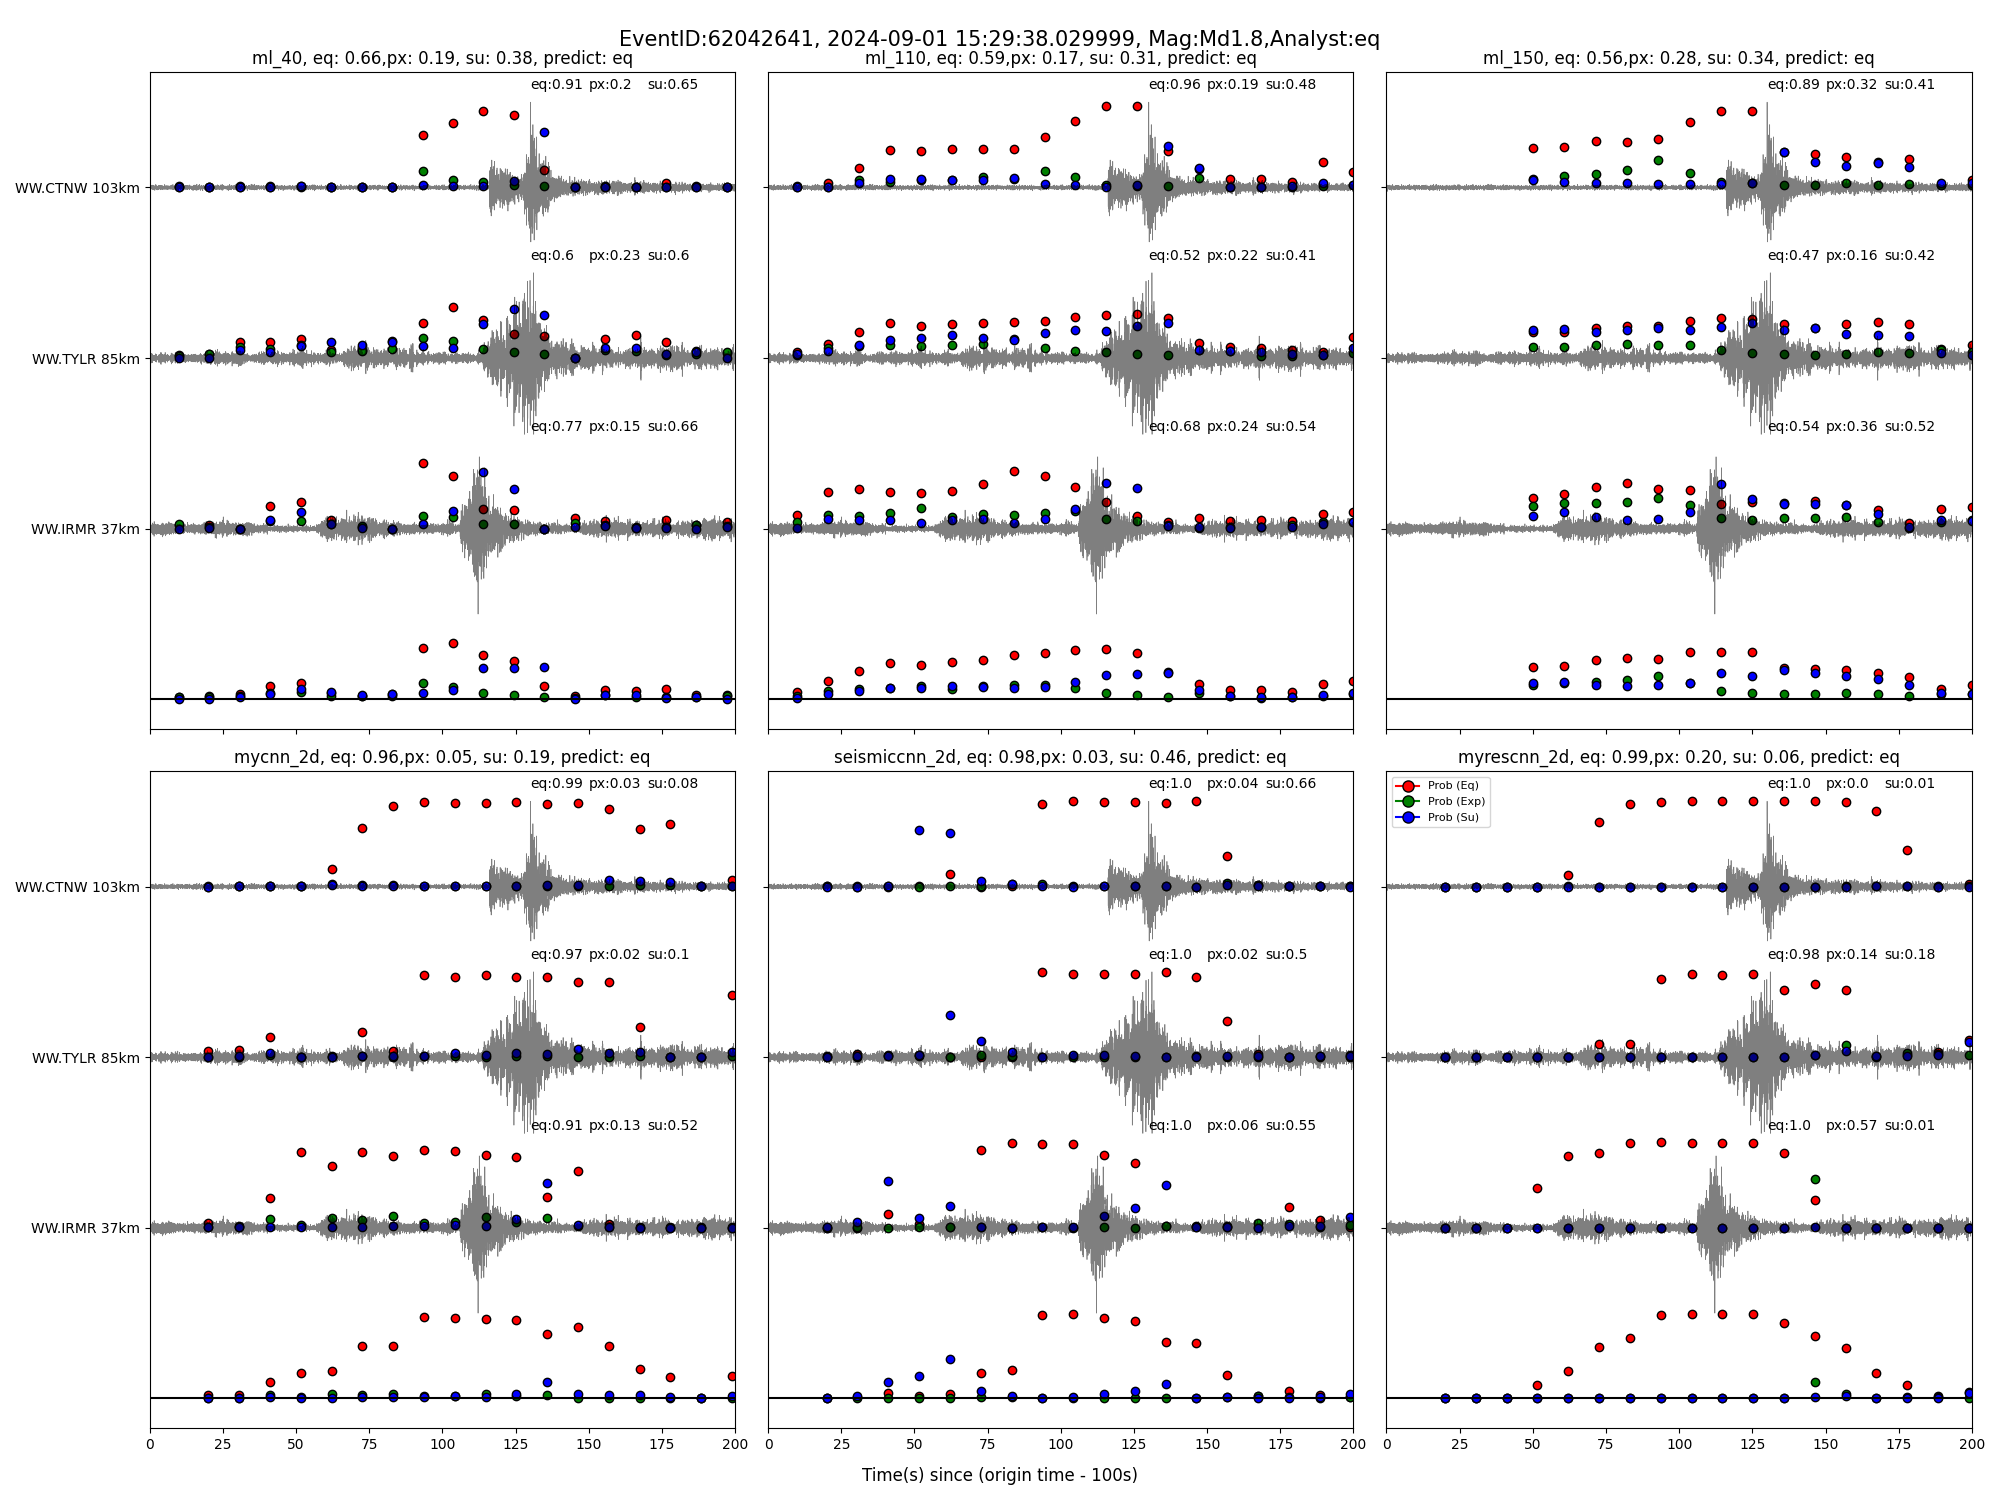 EventID:62042641, 2024-09-01 15:29:38.029999, Mag:Md1.8,Analyst:eq
ml_40, eq: 0.66,px: 0.19, su: 0.38, predict: eq
ml_110, eq: 0.59,px: 0.17, su: 0.31, predict: eq
ml_150, eq: 0.56,px: 0.28, su: 0.34, predict: eq
eq:0.91 px:0.2 su:0.65
eq:0.96 px:0.19 su:0.48
eq:0.89 px:0.32 su:0.41
WW.CTNW 103km
eq:0.6 px:0.23 su:0.6
eq:0.52 px:0.22 su:0.41
eq:0.47 px:0.16 su:0.42
WW.TYLR 85km
eq:0.77 px:0.15 su:0.66
eq:0.68 px:0.24 su:0.54
eq:0.54 px:0.36 su:0.52
WW.IRMR 37km
mycnn_2d, eq: 0.96,px: 0.05, su: 0.19, predict: eq
seismiccnn_2d, eq: 0.98,px: 0.03, su: 0.46, predict: eq
myrescnn_2d, eq: 0.99,px: 0.20, su: 0.06, predict: eq
eq:0.99 px:0.03 su:0.08
eq:1.0 px:0.04 su:0.66
eq:1.0 px:0.0 su:0.01
Prob (Eq)
Prob (Exp)
Prob (Su)
WW.CTNW 103km
eq:0.97 px:0.02 su:0.1
eq:1.0 px:0.02 su:0.5
eq:0.98 px:0.14 su:0.18
WW.TYLR 85km
eq:0.91 px:0.13 su:0.52
eq:1.0 px:0.06 su:0.55
eq:1.0 px:0.57 su:0.01
WW.IRMR 37km
0 25 50 75 100 125 150 175 200
0 25 50 75 100 125 150 175 200
0 25 50 75 100 125 150 175 200
Time(s) since (origin time - 100s)